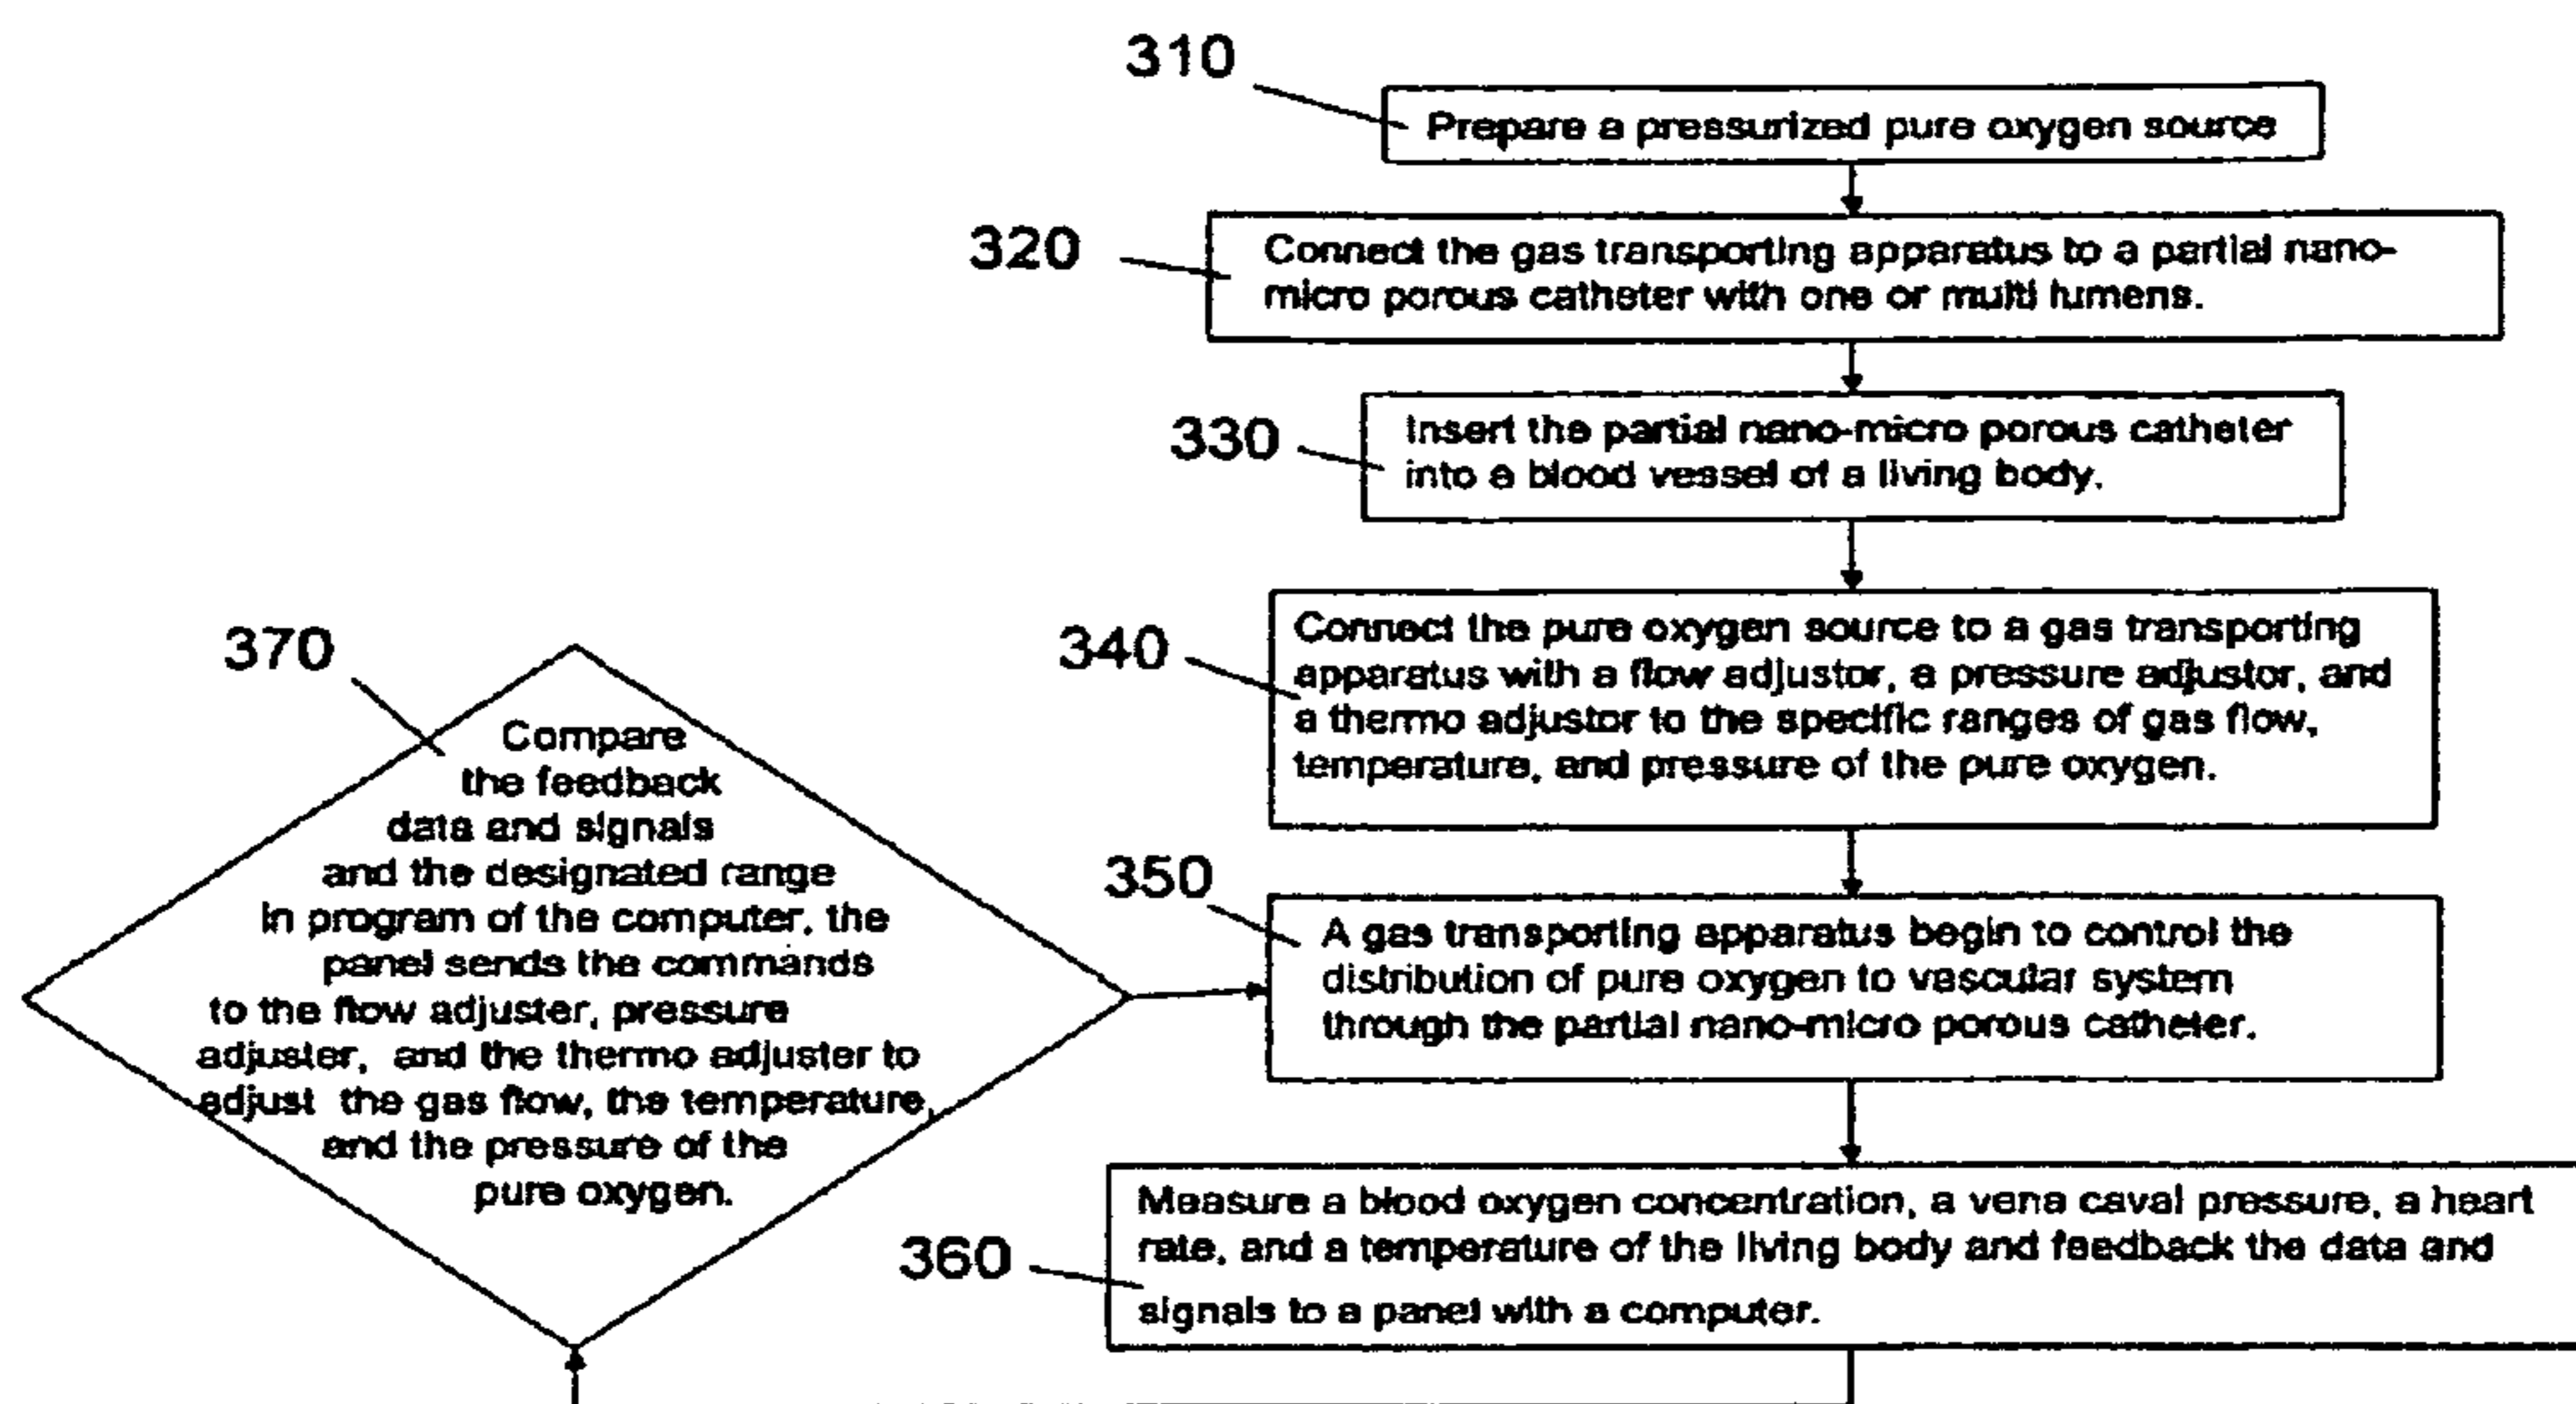 310
Prepare a pressurized pure oxygen source
320
Connect the gas transporting apparatus to a partial nano-
micro porous catheter with one or multi lumens.
330
Insert the partial nano-micro porous catheter
into a blood vessel of a living body.
340
Connect the pure oxygen source to a gas transporting
apparatus with a flow adjustor, a pressure adjustor, and
a thermo adjustor to the specific ranges of gas flow,
temperature, and pressure of the pure oxygen.
350
A gas transporting apparatus begin to control the
distribution of pure oxygen to vascular system
through the partial nano-micro porous catheter.
360
Measure a blood oxygen concentration, a vena caval pressure, a heart
rate, and a temperature of the living body and feedback the data and
signals to a panel with a computer.
370
Compare
the feedback
data and signals
and the designated range
in program of the computer, the
panel sends the commands
to the flow adjuster, pressure
adjuster, and the thermo adjuster to
adjust the gas flow, the temperature,
and the pressure of the
pure oxygen.